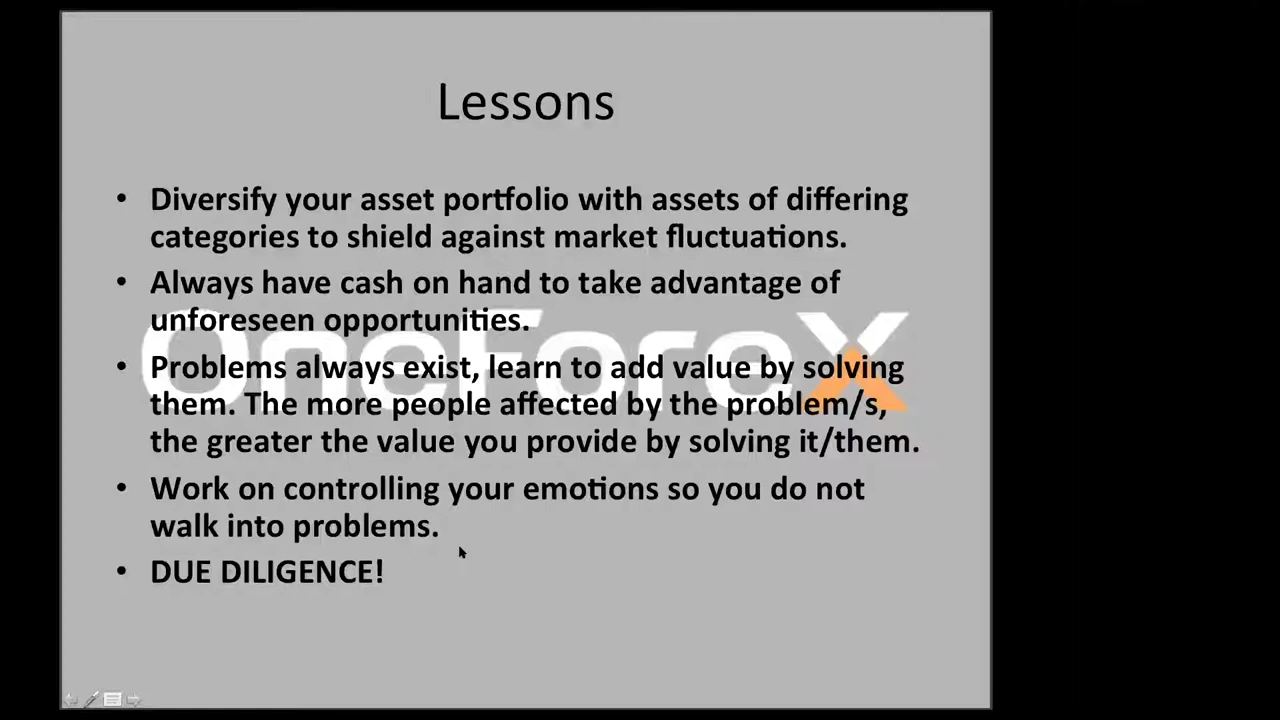 Lessons
• Diversify your asset portfolio with assets of differing
categories to shield against market fluctuations.
• Always have cash on hand to take advantage of
unforeseen opportunities.
OneForeX
• Problems always exist, learn to add value by solving
them. The more people affected by the problem/s,
the greater the value you provide by solving it/them.
• Work on controlling your emotions so you do not
walk into problems.
• DUE DILIGENCE!